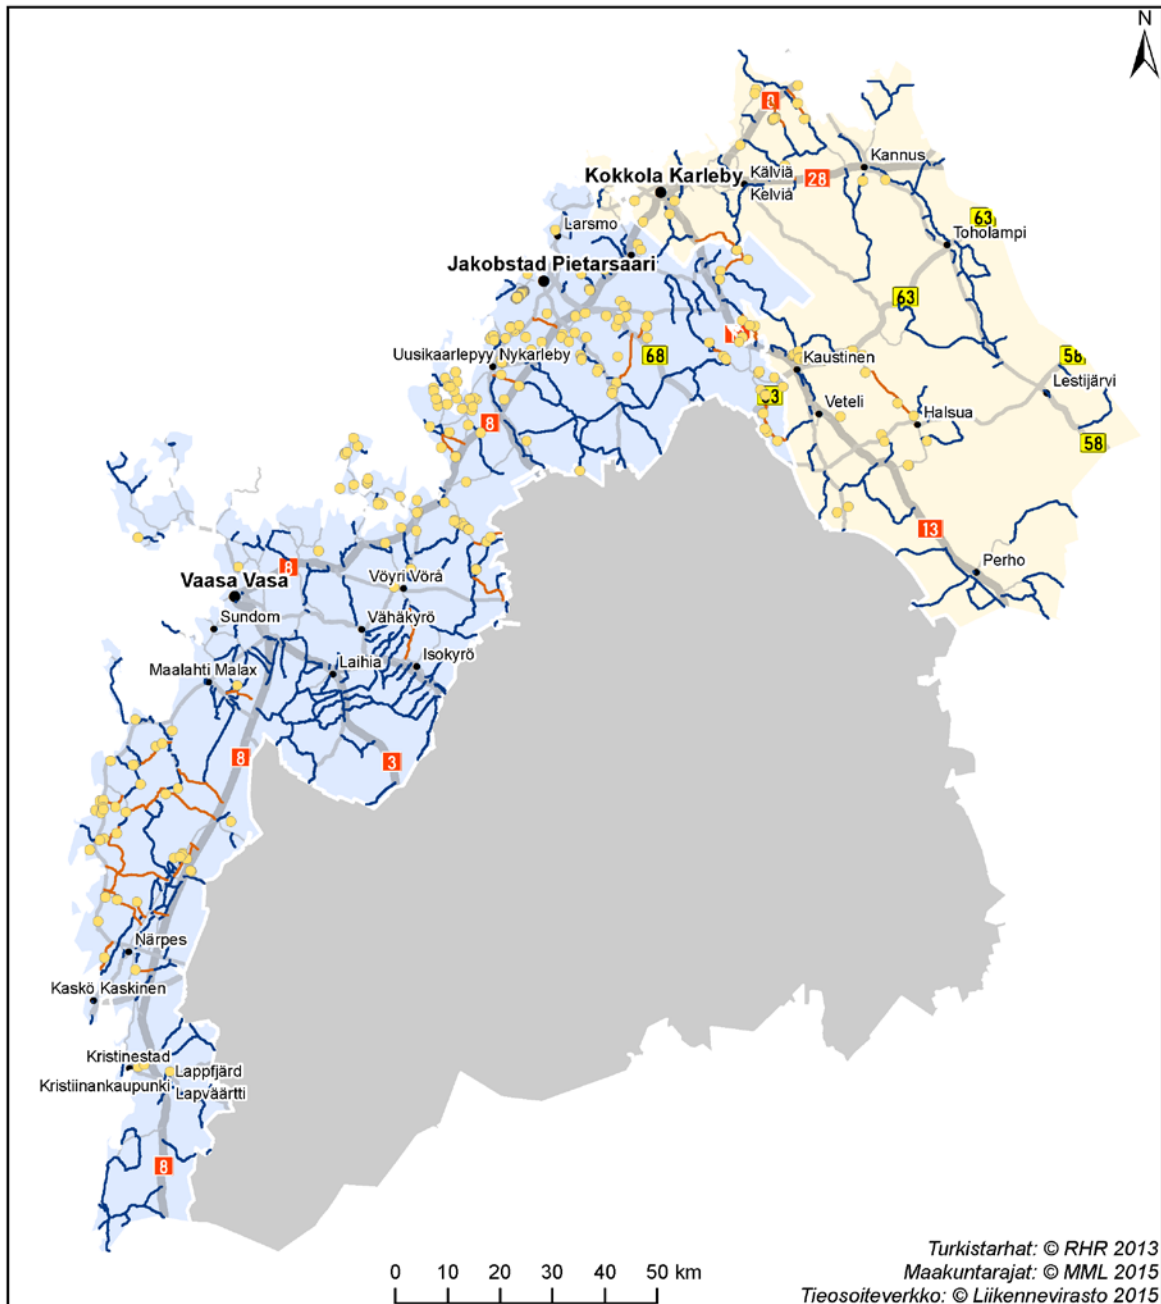 N
8
Kannus
Kälviä
28
Kokkola Karleby
Kelviä
63
Larsmo
Toholampi
Jakobstad Pietarsaari
63
68
58
Uusikaarlepyy Nykarleby
Kaustinen
Lestijärvi
63
Veteli
8
Halsua
58
13
Perho
8
Vaasa Vasa
Vöyri Vörå
Sundom
Vähäkyrö
Laihia
Isokyrö
Maalahti Malax
8
3
Närpes
Kaskö Kaskinen
Kristinestad
Lappfjärd
Kristiinankaupunki
Lapväärtti
8
Turkistarhat: © RHR 2013
0 10 20 30 40 50 km
Maakuntarajat: © MML 2015
Tieosoiteverkko: © Liikennevirasto 2015